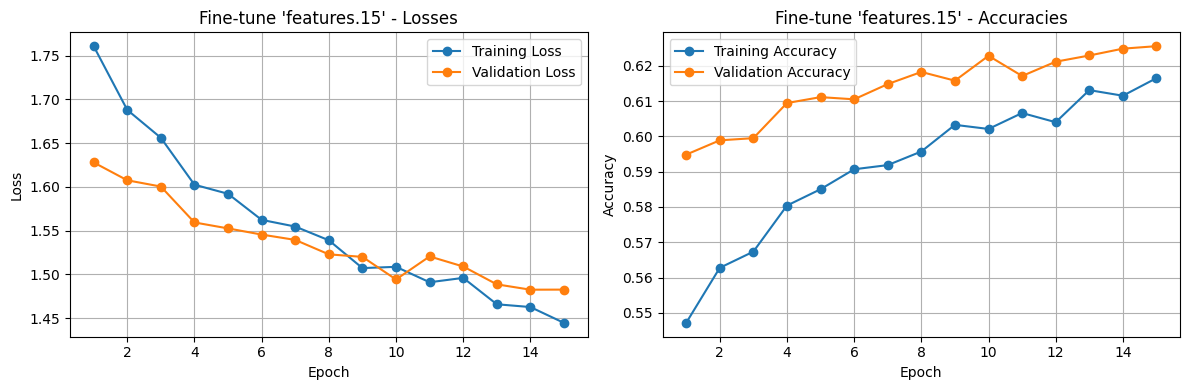 Fine-tune 'features.15' - Losses
Training Loss
Validation Loss
1.75
1.70
1.65
1.60
1.55
1.50
1.45
Loss
2 4 6 8 10 12 14
Epoch
Fine-tune 'features.15' - Accuracies
Training Accuracy
Validation Accuracy
0.62
0.61
0.60
0.59
0.58
0.57
0.56
0.55
Accuracy
2 4 6 8 10 12 14
Epoch